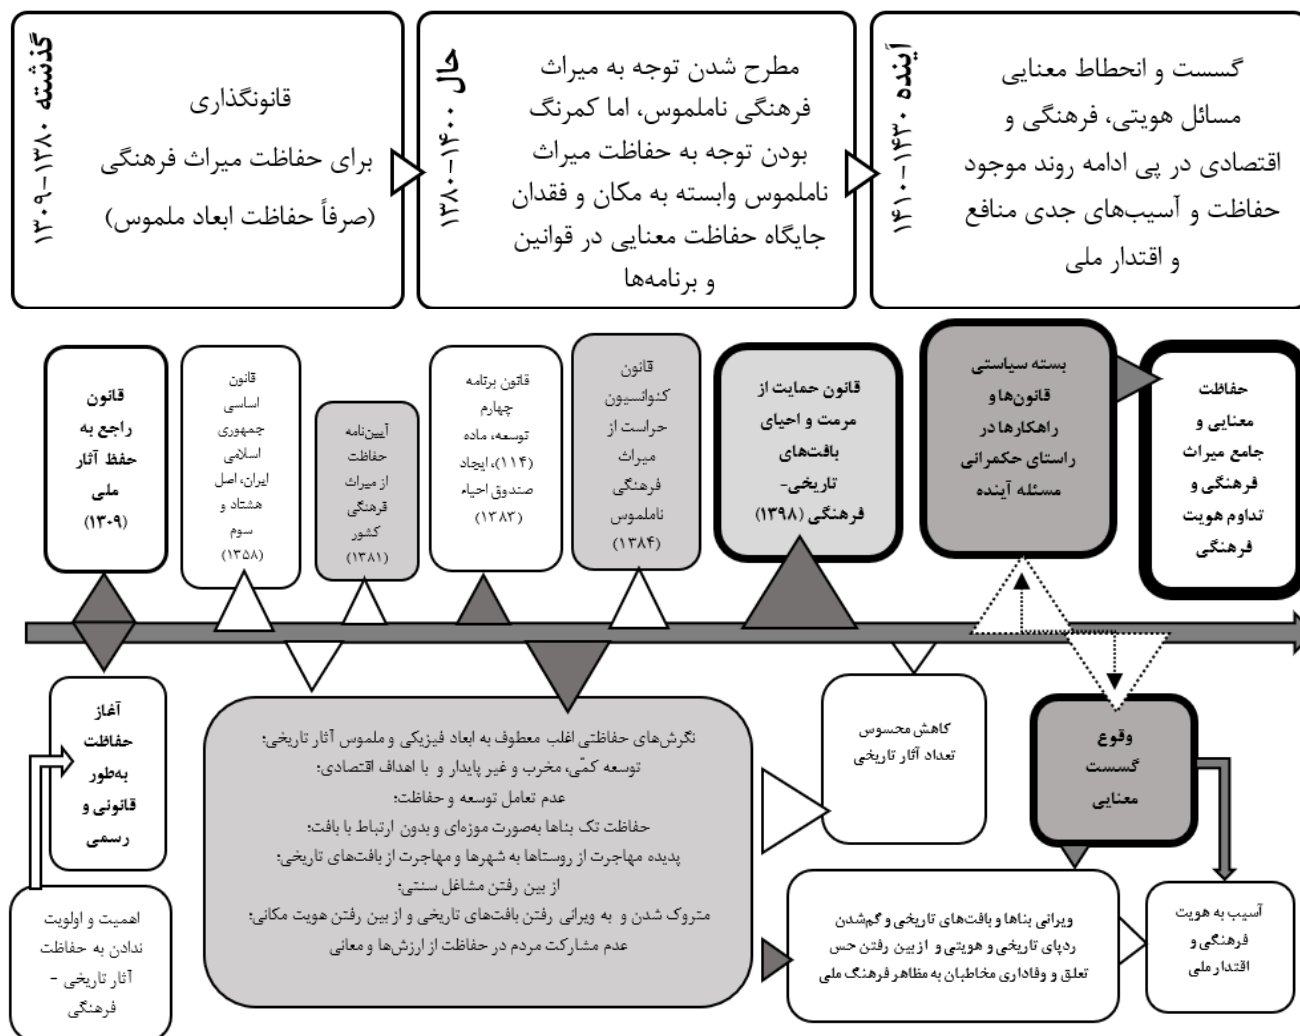 گذشته ۱۳۸۰-۱۳۰۹
قانونگذاری
برای حفاظت میراث فرهنگی
(صرفاً حفاظت ابعاد ملموس)
حال ۱۴۰۰-۱۳۸۰
مطرح شدن توجه به میراث
فرهنگی ناملموس، اما کمرنگ
بودن توجه به حفاظت میراث
ناملموس وابسته به مکان و فقدان
جایگاه حفاظت معنایی در قوانین
و برنامه‌ها
آینده ۱۴۳۰-۱۴۱۰
گسست و انحطاط معنایی
مسائل هویتی، فرهنگی و
اقتصادی در پی ادامه روند موجود
حفاظت و آسیب‌های جدی منافع
و اقتدار ملی
قانون
راجع به
حفظ آثار
ملی
(۱۳۰۹)
قانون
اساسی
جمهوری
اسلامی
ایران، اصل
هشتاد و
سوم
(۱۳۵۸)
آیین‌نامه
حفاظت
از میراث
فرهنگی
کشور
(۱۳۸۱)
قانون برنامه
چهارم
توسعه، ماده
(۱۱۴)، ایجاد
صندوق احیاء
(۱۳۸۳)
قانون
کنوانسیون
حراست از
میراث
فرهنگی
ناملموس
(۱۳۸۴)
قانون حمایت از
مرمت و احیای
بافت‌های
تاریخی-
فرهنگی (۱۳۹۸)
بسته سیاستی
قانون‌ها و
راهکارها در
راستای حکمرانی
مسئله آینده
حفاظت
معنایی و
جامع میراث
فرهنگی و
تداوم هویت
فرهنگی
آغاز
حفاظت
به‌طور
قانونی و
رسمی
اهمیت و اولویت
ندادن به حفاظت
آثار تاریخی -
فرهنگی
نگرش‌های حفاظتی اغلب معطوف به ابعاد فیزیکی و ملموس آثار تاریخی؛
توسعه کمّی، مخرب و غیر پایدار و با اهداف اقتصادی؛
عدم تعامل توسعه و حفاظت؛
حفاظت تک بناها به‌صورت موزه‌ای و بدون ارتباط با بافت؛
پدیده مهاجرت از روستاها به شهرها و مهاجرت از بافت‌های تاریخی؛
از بین رفتن مشاغل سنتی؛
متروک شدن و به ویرانی رفتن بافت‌های تاریخی و از بین رفتن هویت مکانی؛
عدم مشارکت مردم در حفاظت از ارزش‌ها و معانی
کاهش محسوس
تعداد آثار تاریخی
وقوع
گسست
معنایی
ویرانی بناها و بافت‌های تاریخی و گم‌شدن
ردپای تاریخی و هویتی و از بین رفتن حس
تعلق و وفاداری مخاطبان به مظاهر فرهنگ ملی
آسیب به هویت
فرهنگی و
اقتدار ملی